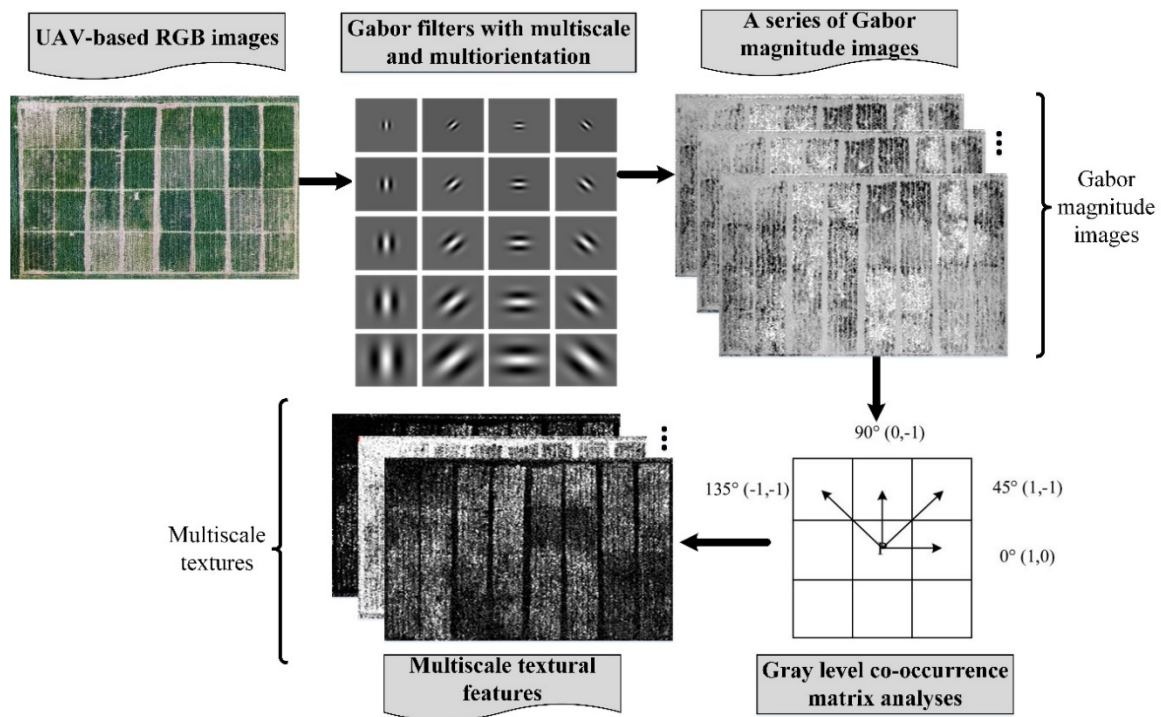 UAV-based RGB images
Gabor filters with multiscale
and multiorientation
A series of Gabor
magnitude images
Gabor
magnitude
images
90° (0,-1)
135° (-1,-1)
45° (1,-1)
P
0° (1,0)
Multiscale
textures
Multiscale textural
features
Gray level co-occurrence
matrix analyses